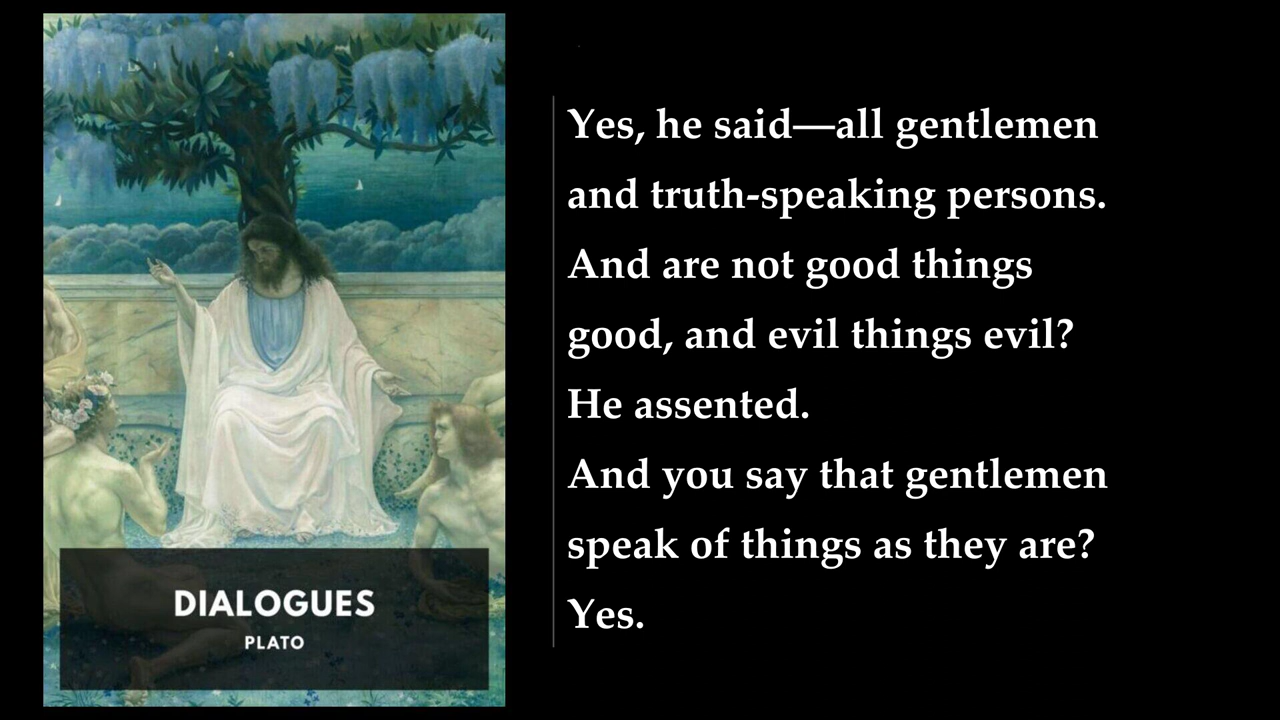 DIALOGUES
PLATO
Yes, he said—all gentlemen
and truth-speaking persons.
And are not good things
good, and evil things evil?
He assented.
And you say that gentlemen
speak of things as they are?
Yes.